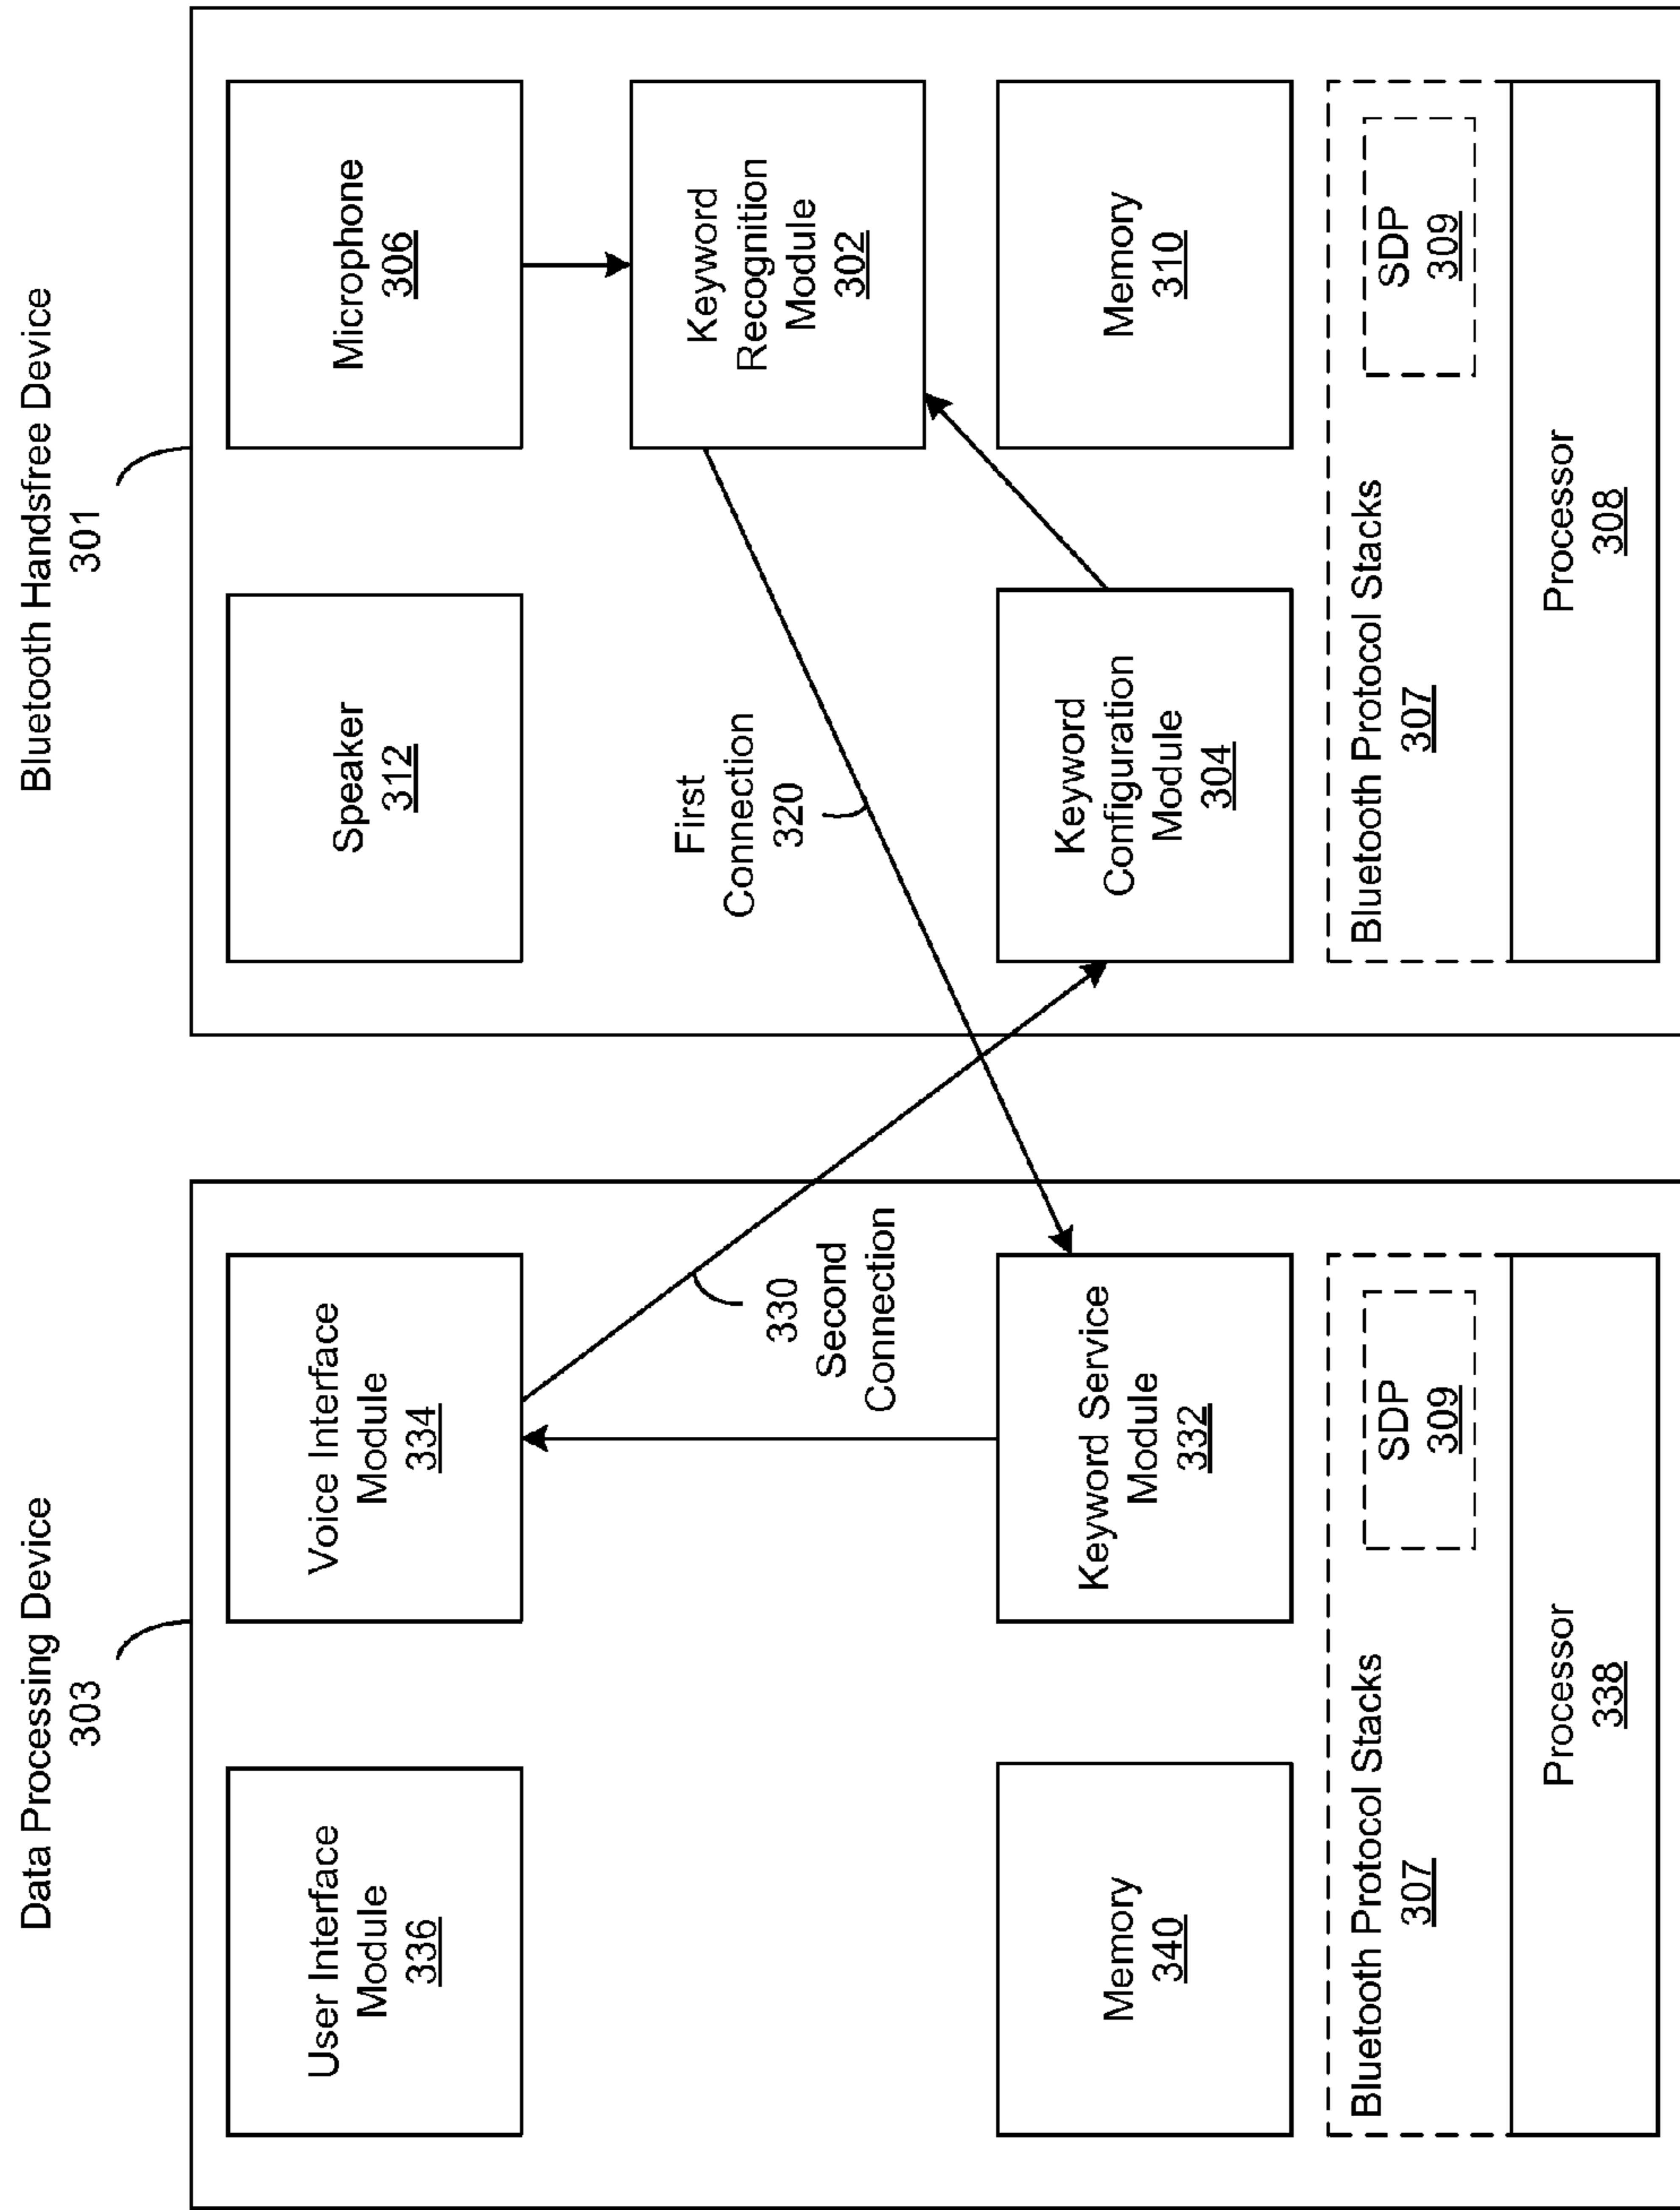 Data Processing Device
303
User Interface
Module
336
Voice Interface
Module
334
330
Second
Connection
Memory
340
Keyword Service
Module
332
Bluetooth Protocol Stacks
307
SDP
309
Processor
338
Bluetooth Handsfree Device
301
Speaker
312
Microphone
306
First
Connection
320
Keyword
Recognition
Module
302
Keyword
Configuration
Module
304
Memory
310
Bluetooth Protocol Stacks
307
SDP
309
Processor
308